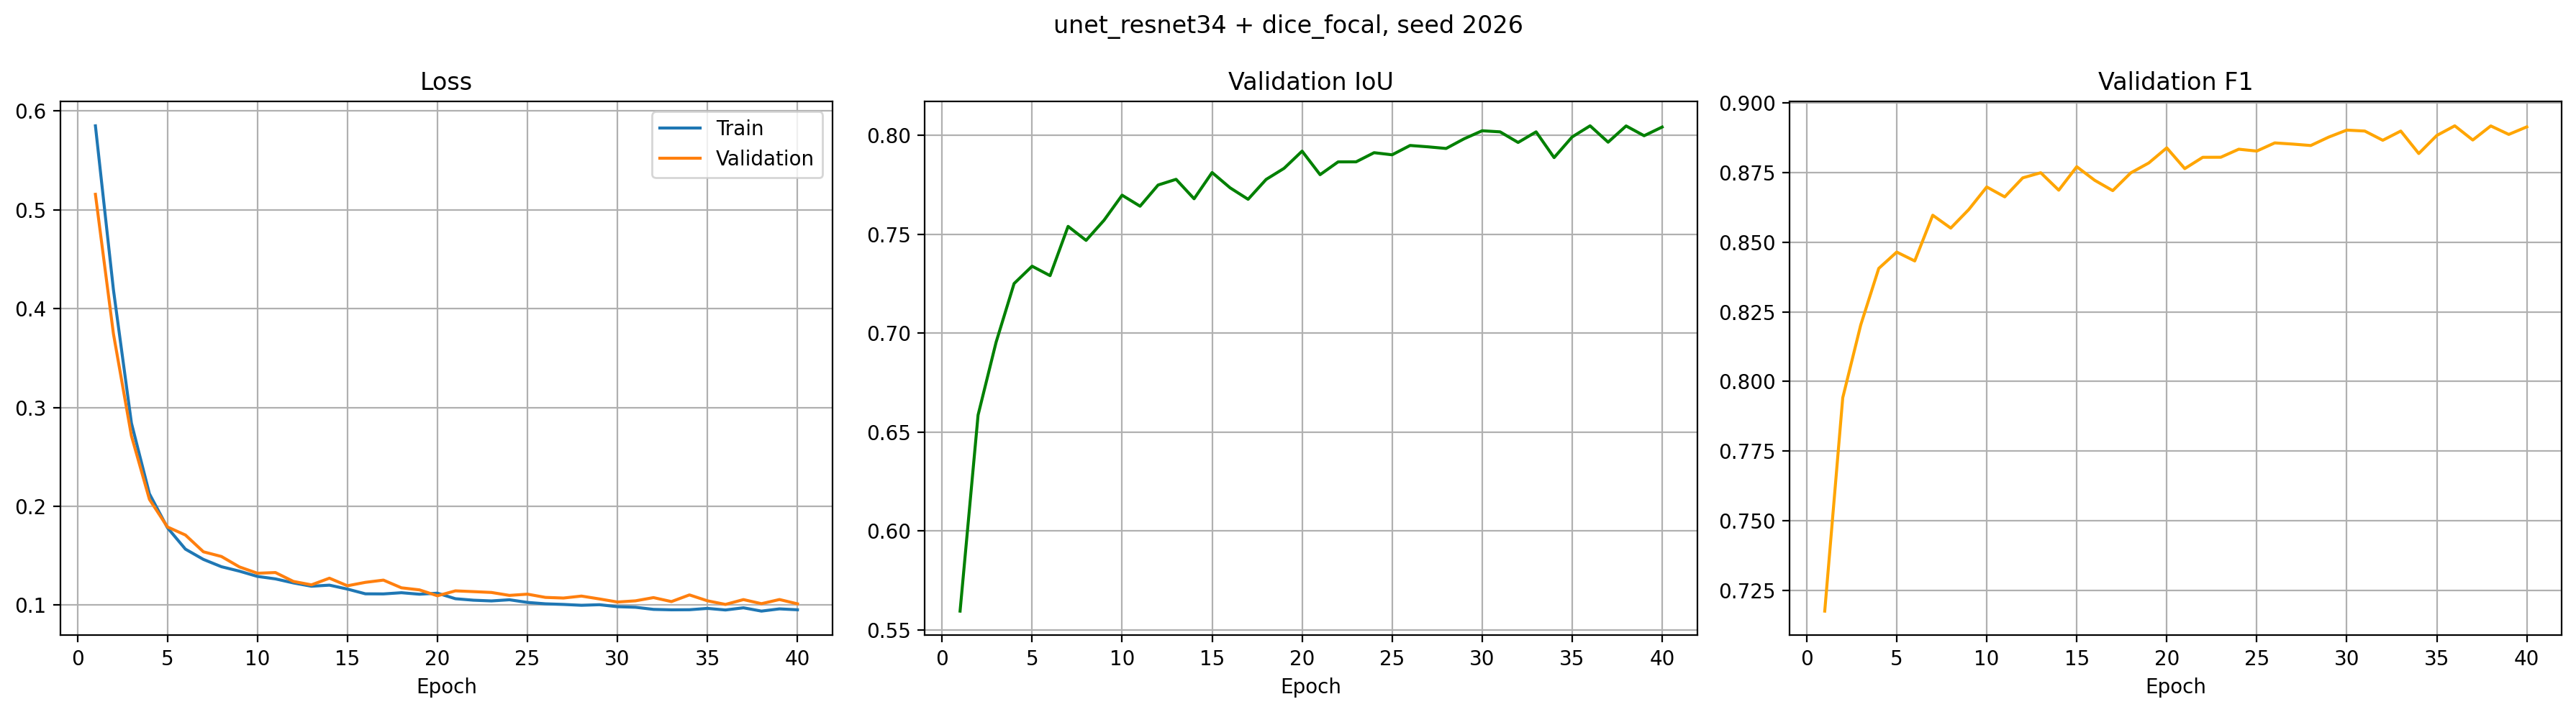 unet_resnet34 + dice_focal, seed 2026
Loss
0.6
0.5
0.4
0.3
0.2
0.1
Train
Validation
0 5 10 15 20 25 30 35 40
Epoch
Validation IoU
0.80
0.75
0.70
0.65
0.60
0.55
0 5 10 15 20 25 30 35 40
Epoch
Validation F1
0.900
0.875
0.850
0.825
0.800
0.775
0.750
0.725
0 5 10 15 20 25 30 35 40
Epoch